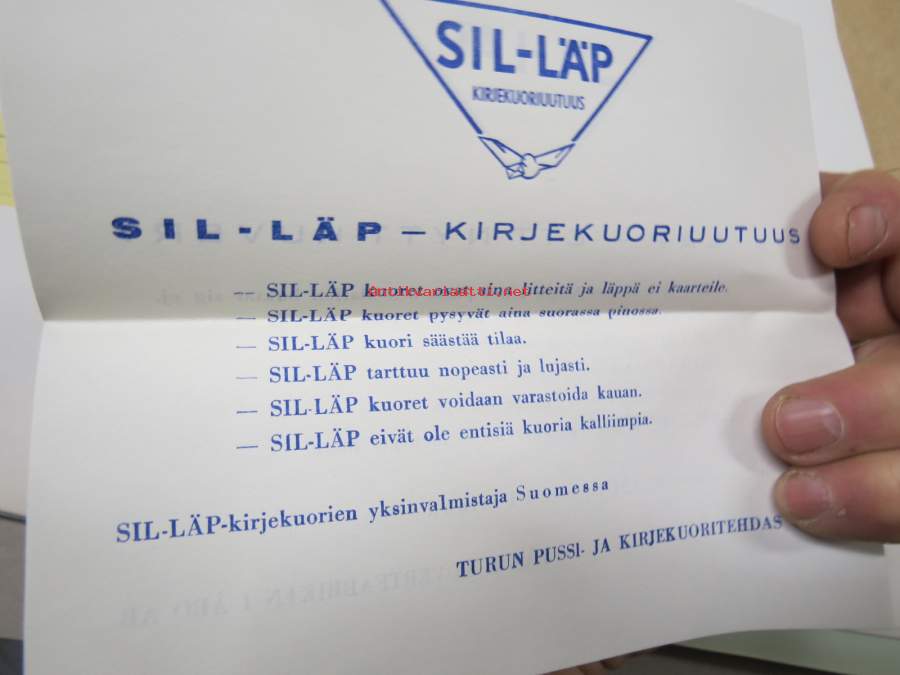 SIL-LÄP
KIRJEKUORIUUTUUS
SIL-LÄP — KIRJEKUORIUUTUUS
— SIL-LÄP kuoret ovat aina litteitä ja läppä ei kaarteile.
— SIL-LÄP kuoret pysyvät aina suorassa pinossa.
— SIL-LÄP kuori säästää tilaa.
— SIL-LÄP tarttuu nopeasti ja lujasti.
— SIL-LÄP kuoret voidaan varastoida kauan.
— SIL-LÄP eivät ole entisiä kuoria kalliimpia.
SIL-LÄP-kirjekuorien yksinvalmistaja Suomessa
TURUN PUSSI- JA KIRJEKUORITEHDAS